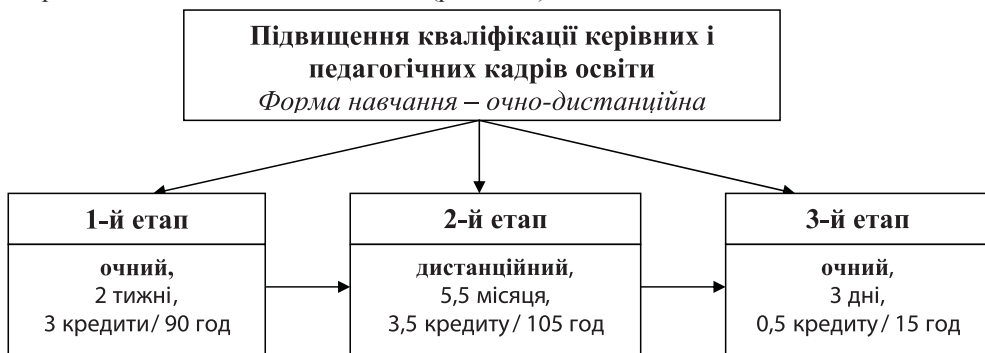 Підвищення кваліфікації керівних і
педагогічних кадрів освіти
Форма навчання – очно-дистанційна
1-й етап
очний,
2 тижні,
3 кредити / 90 год
2-й етап
дистанційний,
5,5 місяця,
3,5 кредиту / 105 год
3-й етап
очний,
3 дні,
0,5 кредиту / 15 год